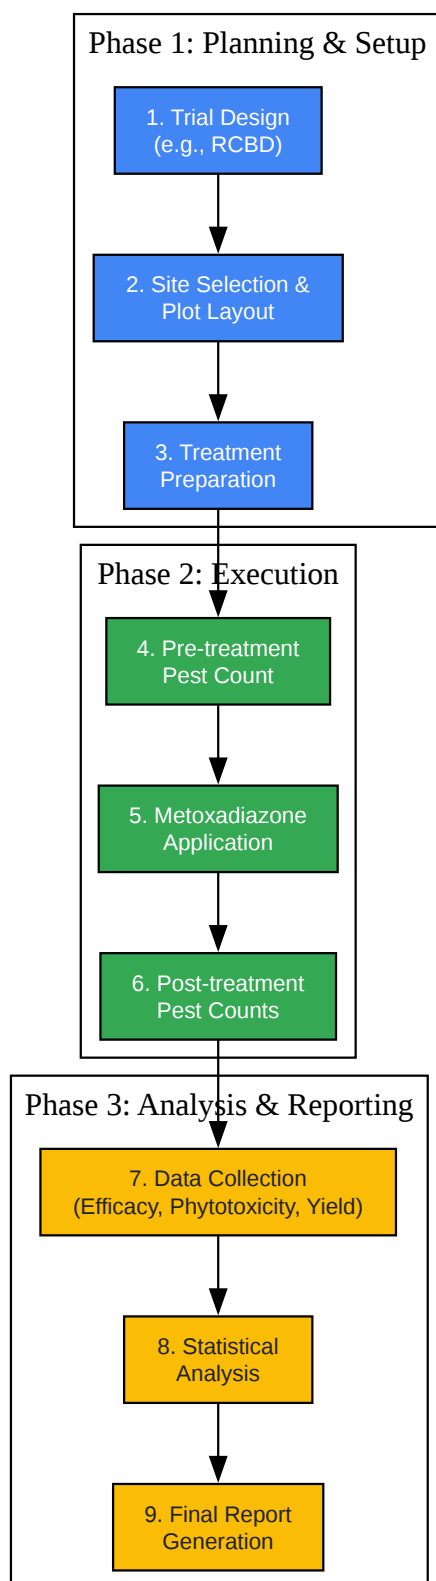 Phase 1: Planning & Setup
1. Trial Design
(e.g., RCBD)
2. Site Selection &
Plot Layout
3. Treatment
Preparation
Phase 2: Execution
4. Pre-treatment
Pest Count
5. Metoxadiazone
Application
6. Post-treatment
Pest Counts
Phase 3: Analysis & Reporting
7. Data Collection
(Efficacy, Phytotoxicity, Yield)
8. Statistical
Analysis
9. Final Report
Generation